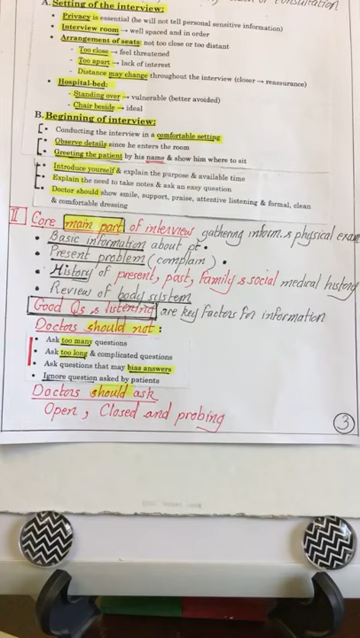 of consultation
A. Setting of the interview:
• Privacy is essential (he will not tell personal sensitive information)
• Interview room → well spaced and in order
• Arrangement of seats: not too close or too distant
- Too close → feel threatened
- Too apart → lack of interest
- Distance may change throughout the interview (closer → reassurance)
• Hospital-bed:
- Standing over → vulnerable (better avoided)
- Chair beside → ideal
B. Beginning of interview:
• Conducting the interview in a comfortable setting
• Observe details since he enters the room
• Greeting the patient by his name & show him where to sit
• Introduce yourself & explain the purpose & available time
• Explain the need to take notes & ask an easy question
• Doctor should show smile, support, praise, attentive listening & formal, clean
& comfortable dressing
II Core main part of interview gathering inform. & physical exam
• Basic information about pt.
• Present problem (complain).
• History of present, past, family & social medical history
• Review of body system
Good Qs & listening are key factors for information
Doctors should not:
• Ask too many questions
• Ask too long & complicated questions
• Ask questions that may bias answers
• Ignore question asked by patients
Doctors should ask
Open, Closed and probing
3